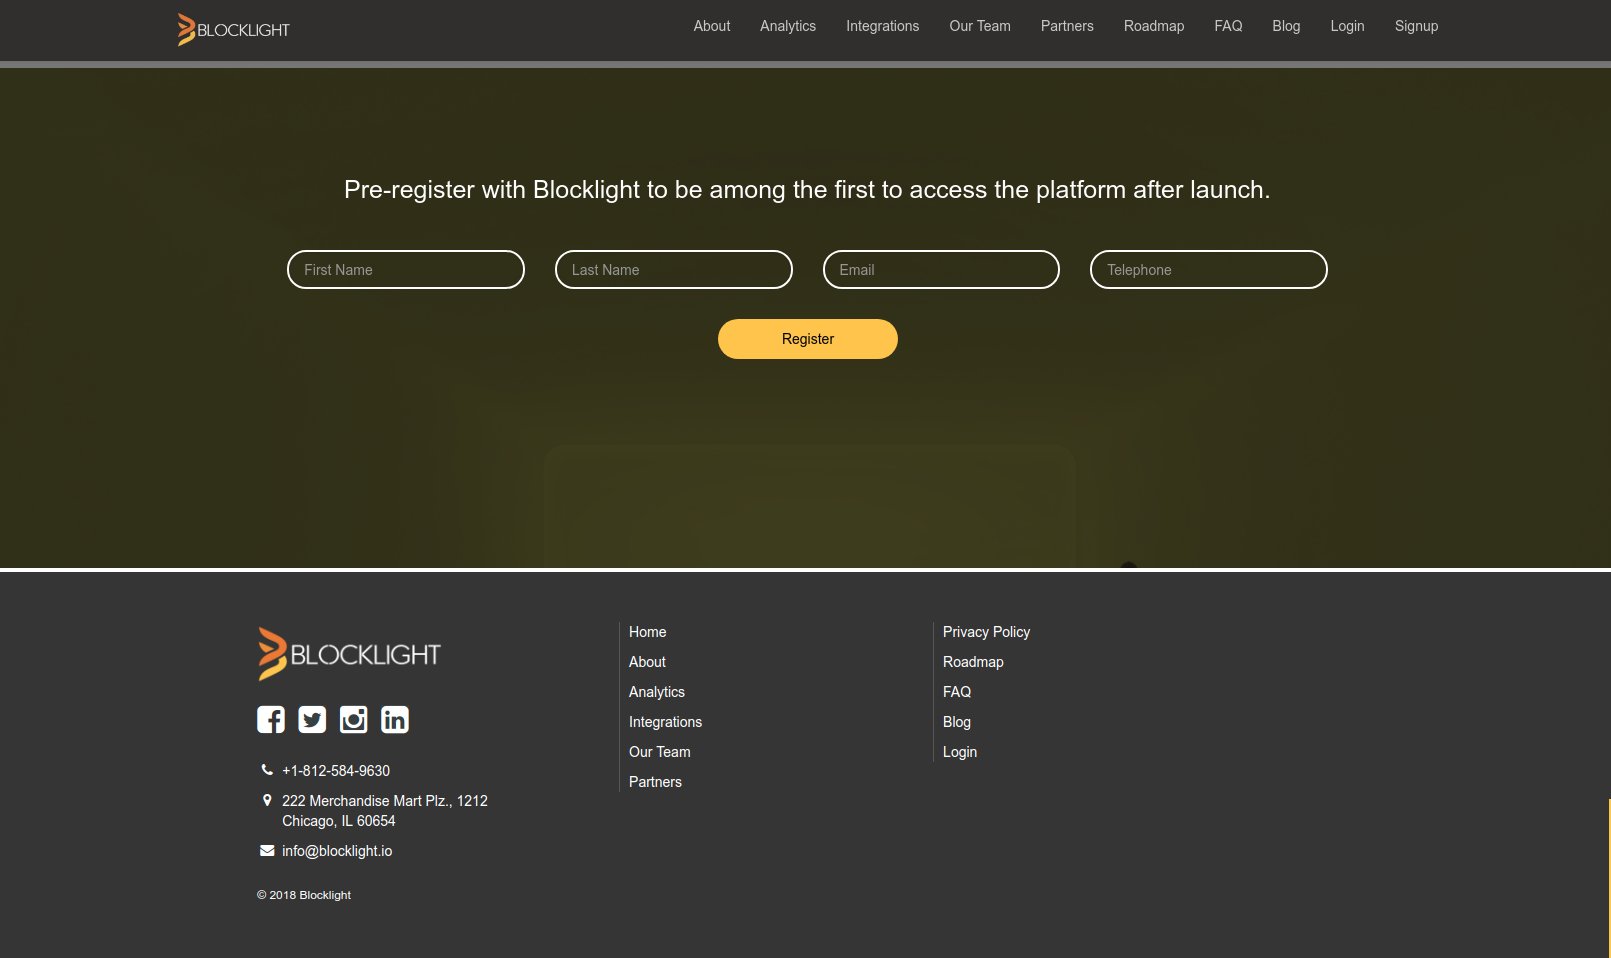 BLOCKLIGHT
About Analytics Integrations Our Team Partners Roadmap FAQ Blog Login Signup
Pre-register with Blocklight to be among the first to access the platform after launch.
First Name Last Name Email Telephone
Register
BLOCKLIGHT
+1-812-584-9630
222 Merchandise Mart Plz., 1212
Chicago, IL 60654
info@blocklight.io
© 2018 Blocklight
Home
About
Analytics
Integrations
Our Team
Partners
Privacy Policy
Roadmap
FAQ
Blog
Login